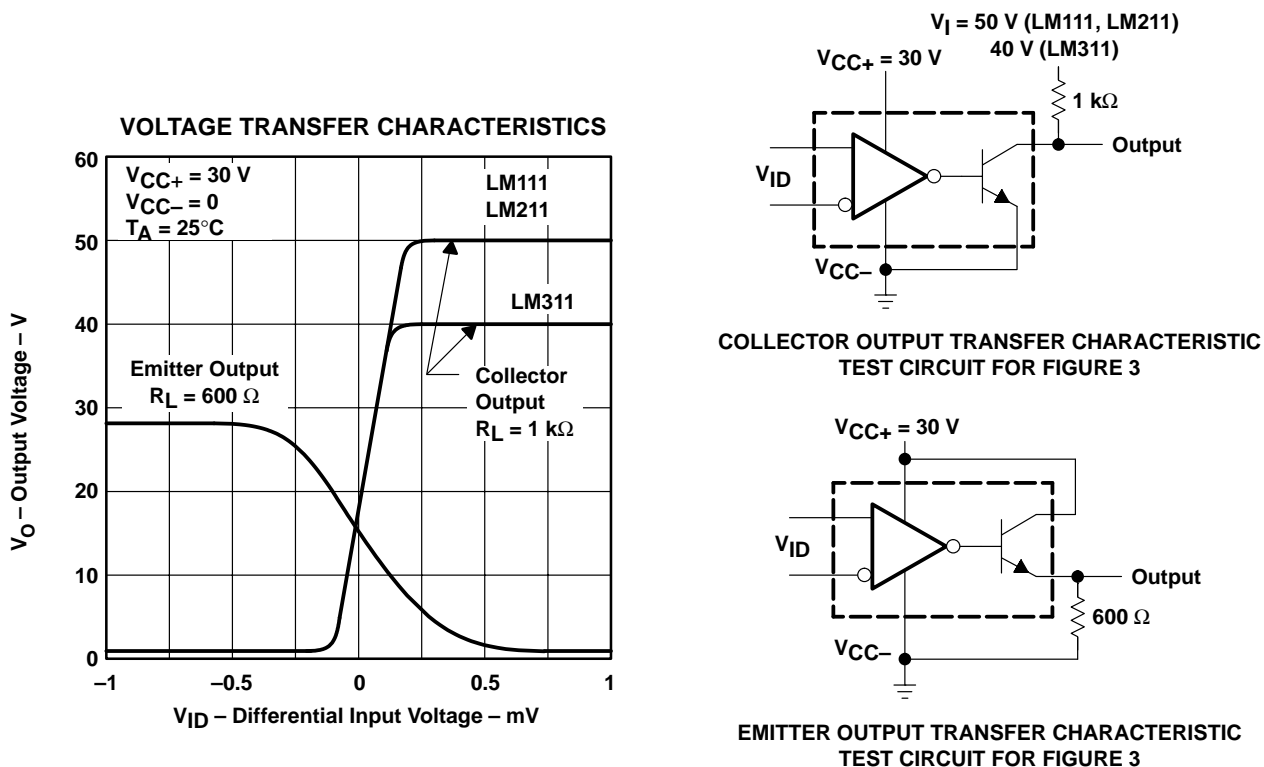 VOLTAGE TRANSFER CHARACTERISTICS
60
50
40
30
20
10
0
VO – Output Voltage – V
VCC+ = 30 V
VCC– = 0
TA = 25°C
LM111
LM211
LM311
Emitter Output
RL = 600 Ω
Collector
Output
RL = 1 kΩ
–1
–0.5
0
0.5
1
VID – Differential Input Voltage – mV
VI = 50 V (LM111, LM211)
40 V (LM311)
VCC+ = 30 V
1 kΩ
Output
VID
VCC–
COLLECTOR OUTPUT TRANSFER CHARACTERISTIC
TEST CIRCUIT FOR FIGURE 3
VCC+ = 30 V
VID
Output
600 Ω
VCC–
EMITTER OUTPUT TRANSFER CHARACTERISTIC
TEST CIRCUIT FOR FIGURE 3